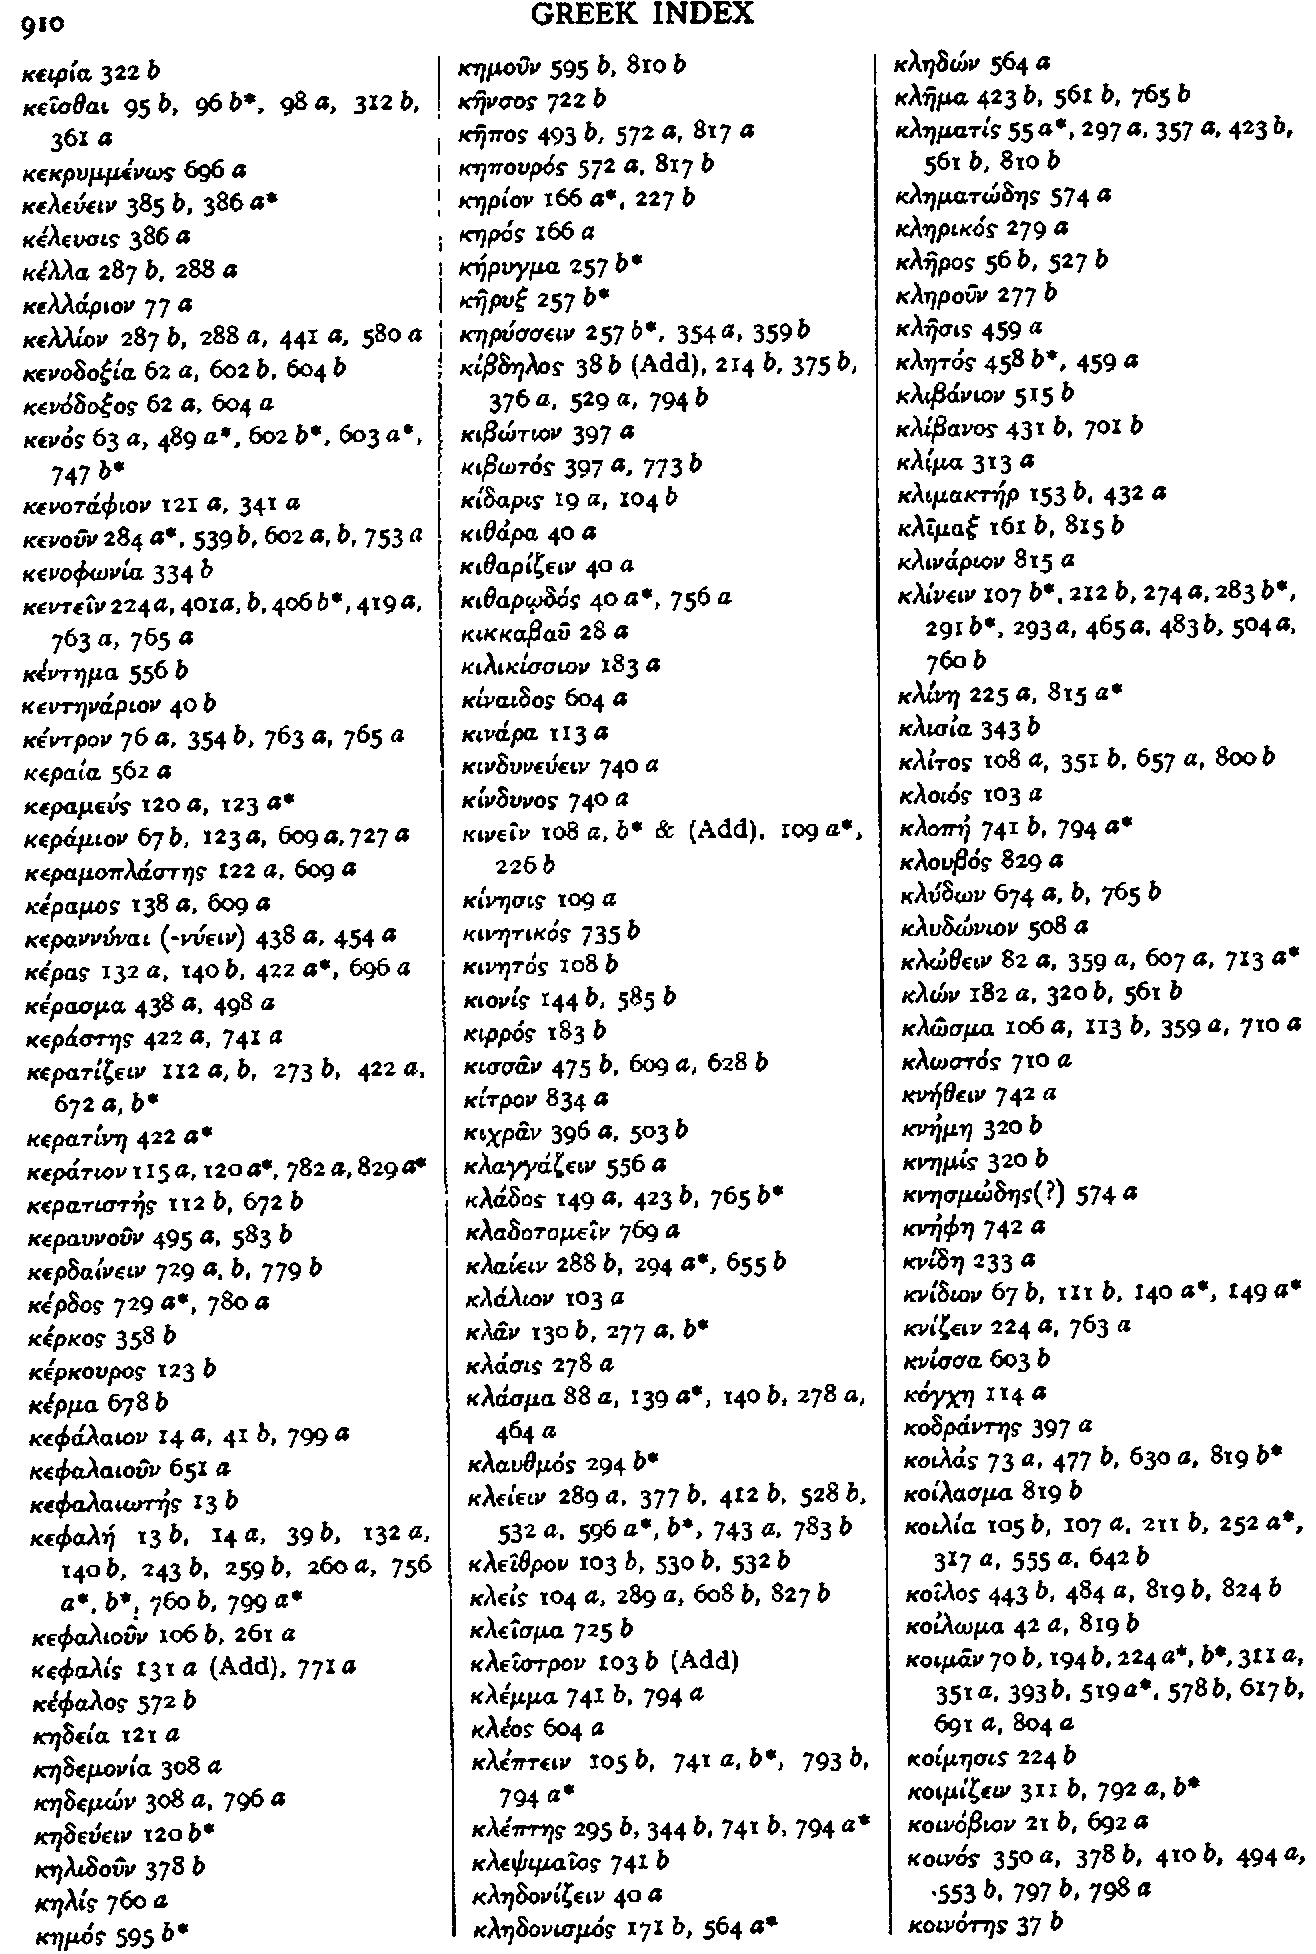 910
GREEK INDEX
κειρία 322 b
κεῖσθαι 95 b, 96 b*, 98 a, 312 b,
361 a
κεκρυμμένως 696 a
κελεύειν 385 b, 386 a*
κέλευσις 386 a
κέλλα 287 b, 288 a
κελλάριον 77 a
κελλίον 287 b, 288 a, 441 a, 580 a
κενοδοξία 62 a, 602 b, 604 b
κενόδοξος 62 a, 604 a
κενός 63 a, 489 a*, 602 b*, 603 a*,
747 b*
κενοτάφιον 121 a, 341 a
κενοῦν 284 a*, 539 b, 602 a, b, 753 a
κενοφωνία 334 b
κεντεῖν 224 a, 401 a, b, 406 b*, 419 a,
763 a, 765 a
κέντημα 556 b
κεντηνάριον 40 b
κέντρον 76 a, 354 b, 763 a, 765 a
κεραία 562 a
κεραμεύς 120 a, 123 a*
κεράμιον 67 b, 123 a, 609 a, 727 a
κεραμοπλάστης 122 a, 609 a
κέραμος 138 a, 609 a
κεραννύναι (-νύειν) 438 a, 454 a
κέρας 132 a, 140 b, 422 a*, 696 a
κέρασμα 438 a, 498 a
κεράστης 422 a, 741 a
κερατίζειν 112 a, b, 273 b, 422 a,
672 a, b*
κερατίνη 422 a*
κεράτιον 115 a, 120 a*, 782 a, 829 a*
κερατιστής 112 b, 672 b
κεραυνοῦν 495 a, 583 b
κερδαίνειν 729 a, b, 779 b
κέρδος 729 a*, 780 a
κέρκος 358 b
κέρκουρος 123 b
κέρμα 678 b
κεφάλαιον 14 a, 41 b, 799 a
κεφαλαιοῦν 651 a
κεφαλαιωτής 13 b
κεφαλή 13 b, 14 a, 39 b, 132 a,
140 b, 243 b, 259 b, 260 a, 756
a*, b*, 760 b, 799 a*
κεφαλιοῦν 106 b, 261 a
κεφαλίς 131 a (Add), 771 a
κέφαλος 572 b
κηδεία 121 a
κηδεμονία 308 a
κηδεμών 308 a, 796 a
κηδεύειν 120 b*
κηλιδοῦν 378 b
κηλίς 760 a
κημός 595 b*
κημοῦν 595 b, 810 b
κῆνσος 722 b
κῆπος 493 b, 572 a, 817 a
κηπουρός 572 a, 817 b
κηρίον 166 a*, 227 b
κηρός 166 a
κήρυγμα 257 b*
κῆρυξ 257 b*
κηρύσσειν 257 b*, 354 a, 359 b
κίβδηλος 38 b (Add), 214 b, 375 b,
376 a, 529 a, 794 b
κιβώτιον 397 a
κιβωτός 397 a, 773 b
κίδαρις 19 a, 104 b
κιθάρα 40 a
κιθαρίζειν 40 a
κιθαρῳδός 40 a*, 756 a
κικκαβαῦ 28 a
κιλικίσσιον 183 a
κίναιδος 604 a
κινάρα 113 a
κινδυνεύειν 740 a
κίνδυνος 740 a
κινεῖν 108 a, b* & (Add), 109 a*,
226 b
κίνησις 109 a
κινητικός 735 b
κινητός 108 b
κιονίς 144 b, 585 b
κιρρός 183 b
κισσᾶν 475 b, 609 a, 628 b
κίτρον 834 a
κιχρᾶν 396 a, 503 b
κλαγγάζειν 556 a
κλάδος 149 a, 423 b, 765 b*
κλαδοτομεῖν 769 a
κλαίειν 288 b, 294 a*, 655 b
κλάλιον 103 a
κλᾶν 130 b, 277 a, b*
κλάσις 278 a
κλάσμα 88 a, 139 a*, 140 b, 278 a,
464 a
κλαυθμός 294 b*
κλείειν 289 a, 377 b, 412 b, 528 b,
532 a, 596 a*, b*, 743 a, 783 b
κλεῖθρον 103 b, 530 b, 532 b
κλείς 104 a, 289 a, 608 b, 827 b
κλεῖσμα 725 b
κλεῖστρον 103 b (Add)
κλέμμα 741 b, 794 a
κλέος 604 a
κλέπτειν 105 b, 741 a, b*, 793 b,
794 a*
κλέπτης 295 b, 344 b, 741 b, 794 a*
κλεψιμαῖος 741 b
κληδονίζειν 40 a
κληδονισμός 171 b, 564 a*
κληδών 564 a
κλῆμα 423 b, 561 b, 765 b
κληματίς 55 a*, 297 a, 357 a, 423 b,
561 b, 810 b
κληματώδης 574 a
κληρικός 279 a
κλῆρος 56 b, 527 b
κληροῦν 277 b
κλῆσις 459 a
κλητός 458 b*, 459 a
κλιβάνιον 515 b
κλίβανος 431 b, 701 b
κλίμα 313 a
κλιμακτήρ 153 b, 432 a
κλῖμαξ 161 b, 815 b
κλινάριον 815 a
κλίνειν 107 b*, 212 b, 274 a, 283 b*,
291 b*, 293 a, 465 a, 483 b, 504 a,
760 b
κλίνη 225 a, 815 a*
κλισία 343 b
κλίτος 108 a, 351 b, 657 a, 800 b
κλοιός 103 a
κλοπή 741 b, 794 a*
κλουβός 829 a
κλύδων 674 a, b, 765 b
κλυδώνιον 508 a
κλώθειν 82 a, 359 a, 607 a, 713 a*
κλών 182 a, 320 b, 561 b
κλῶσμα 106 a, 113 b, 359 a, 710 a
κλωστός 710 a
κνήθειν 742 a
κνήμη 320 b
κνημίς 320 b
κνησμώδης(?) 574 a
κνήφη 742 a
κνίδη 233 a
κνίδιον 67 b, 111 b, 140 a*, 149 a*
κνίζειν 224 a, 763 a
κνίσσα 603 b
κόγχη 114 a
κοδράντης 397 a
κοιλάς 73 a, 477 b, 630 a, 819 b*
κοίλασμα 819 b
κοιλία 105 b, 107 a, 211 b, 252 a*,
317 a, 555 a, 642 b
κοῖλος 443 b, 484 a, 819 b, 824 b
κοίλωμα 42 a, 819 b
κοιμᾶν 70 b, 194 b, 224 a*, b*, 311 a,
351 a, 393 b, 519 a*, 578 b, 617 b,
691 a, 804 a
κοίμησις 224 b
κοιμίζειν 311 b, 792 a, b*
κοινόβιον 21 b, 692 a
κοινός 350 a, 378 b, 410 b, 494 a,
553 b, 797 b, 798 a
κοινότης 37 b